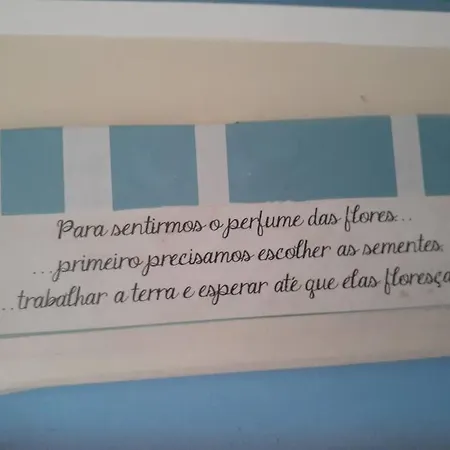 Para sentirmos o perfume das flores...
...primeiro precisamos escolher as sementes.
...trabalhar a terra e esperar até que elas floresça